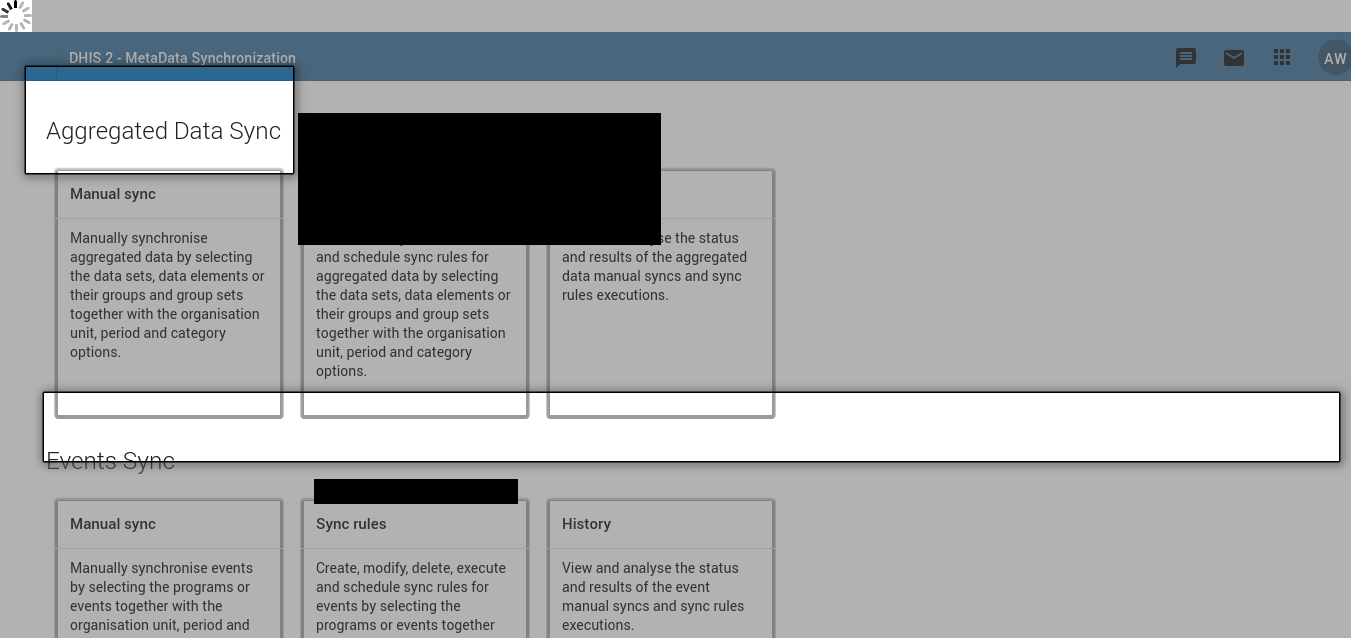 DHIS 2 - MetaData Synchronization
AW
Aggregated Data Sync
Manual sync
Manually synchronise
aggregated data by selecting
the data sets, data elements or
their groups and group sets
together with the organisation
unit, period and category
options.
and schedule sync rules for
aggregated data by selecting
the data sets, data elements or
their groups and group sets
together with the organisation
unit, period and category
options.
the status
and results of the aggregated
data manual syncs and sync
rules executions.
Events Sync
Manual sync
Manually synchronise events
by selecting the programs or
events together with the
organisation unit, period and
Sync rules
Create, modify, delete, execute
and schedule sync rules for
events by selecting the
programs or events together
History
View and analyse the status
and results of the event
manual syncs and sync rules
executions.